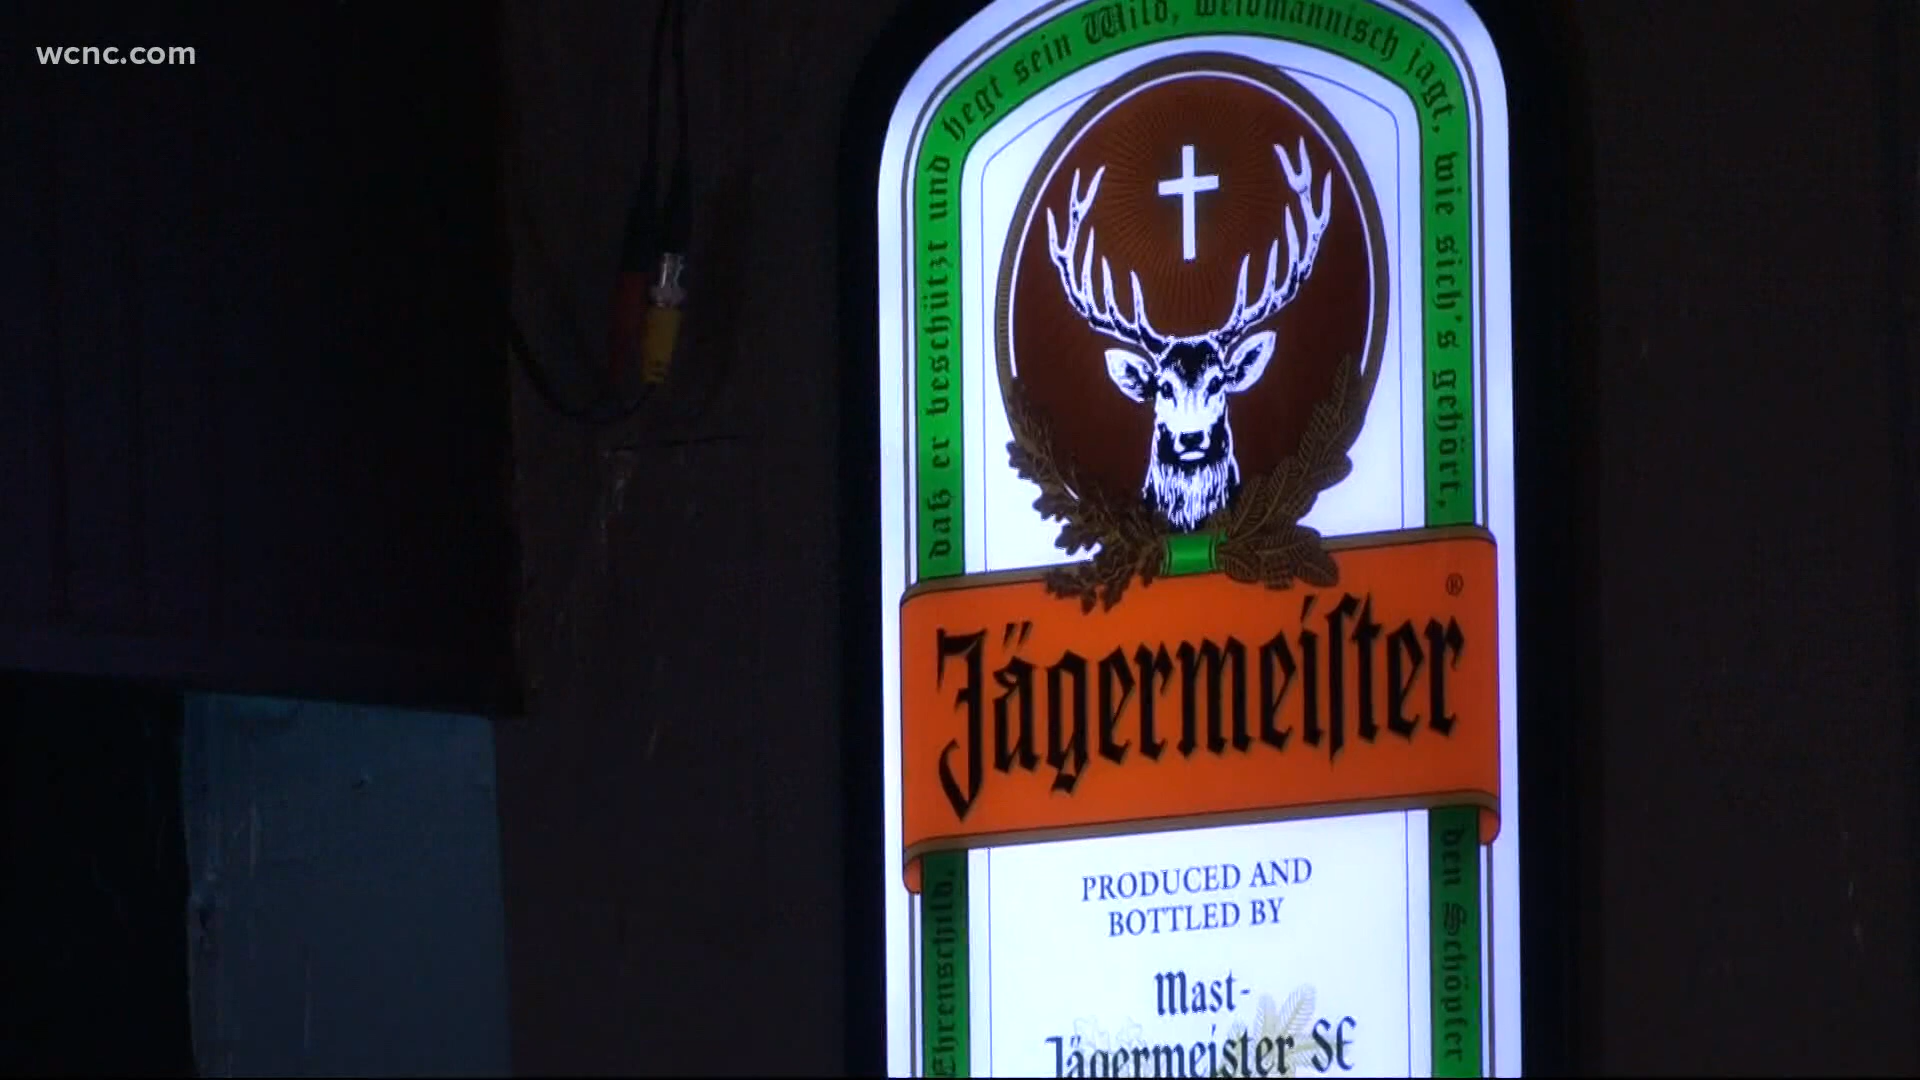 wcnc.com
Ehrenschild, daß er beschützt und hegt sein Wild, weidmännisch jagt, wie sich's gehört, den Schöpfer
Jägermeiſter®
PRODUCED AND
BOTTLED BY
Mast-
Jägermeister SE